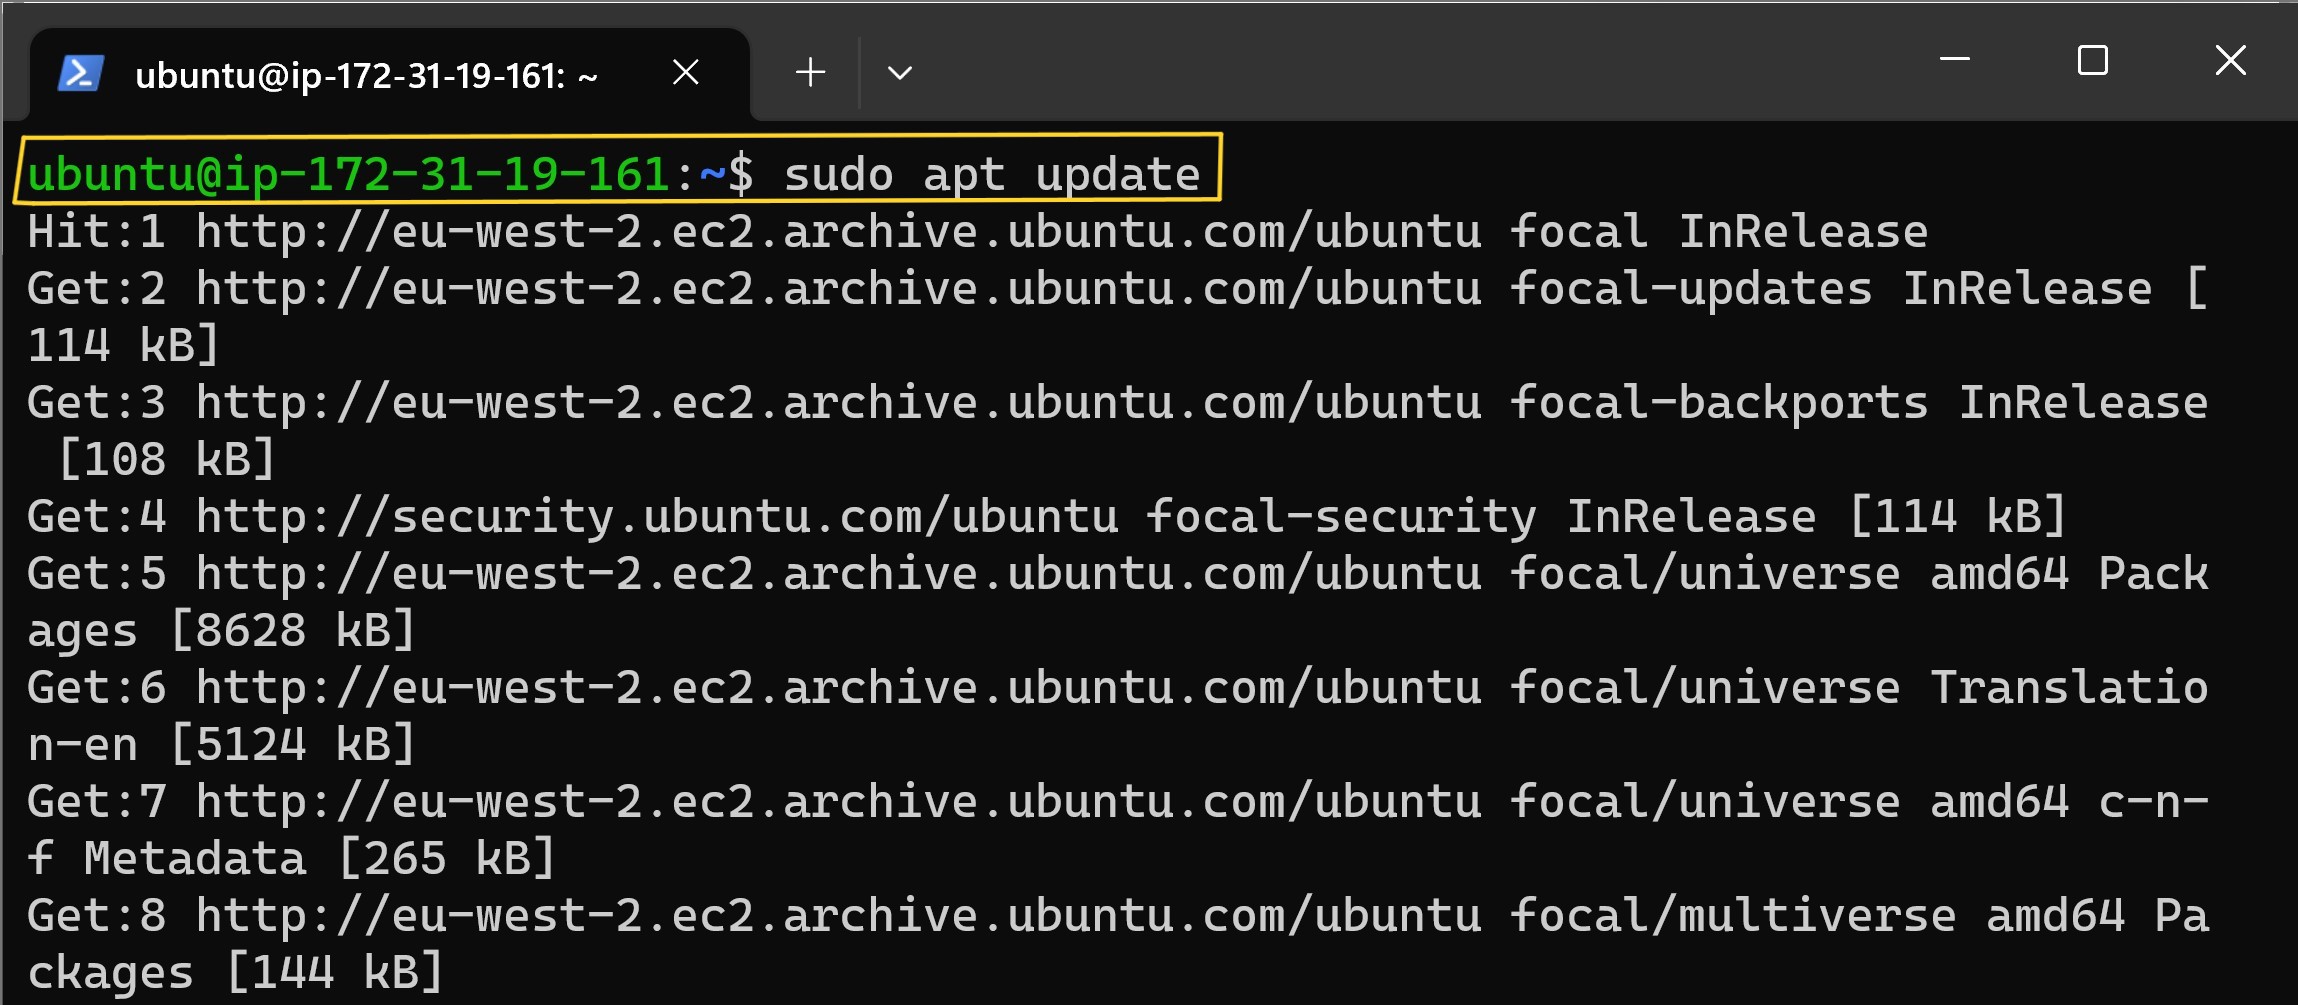 ubuntu@ip-172-31-19-161: ~
ubuntu@ip-172-31-19-161:~$ sudo apt update
Hit:1 http://eu-west-2.ec2.archive.ubuntu.com/ubuntu focal InRelease
Get:2 http://eu-west-2.ec2.archive.ubuntu.com/ubuntu focal-updates InRelease [
114 kB]
Get:3 http://eu-west-2.ec2.archive.ubuntu.com/ubuntu focal-backports InRelease
 [108 kB]
Get:4 http://security.ubuntu.com/ubuntu focal-security InRelease [114 kB]
Get:5 http://eu-west-2.ec2.archive.ubuntu.com/ubuntu focal/universe amd64 Pack
ages [8628 kB]
Get:6 http://eu-west-2.ec2.archive.ubuntu.com/ubuntu focal/universe Translatio
n-en [5124 kB]
Get:7 http://eu-west-2.ec2.archive.ubuntu.com/ubuntu focal/universe amd64 c-n-
f Metadata [265 kB]
Get:8 http://eu-west-2.ec2.archive.ubuntu.com/ubuntu focal/multiverse amd64 Pa
ckages [144 kB]